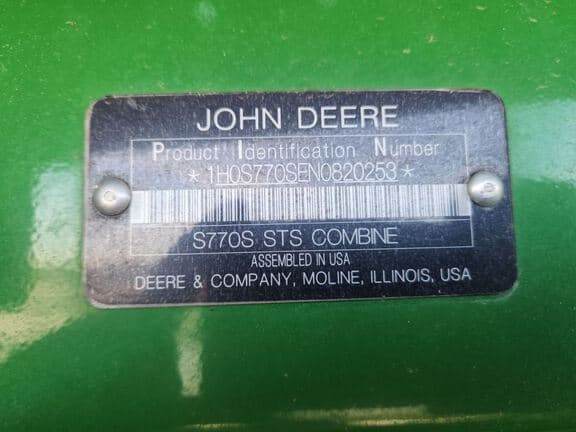 JOHN DEERE
Product Identification Number
*1H0S770SEN0820253*
S770S STS COMBINE
ASSEMBLED IN USA
DEERE & COMPANY, MOLINE, ILLINOIS, USA